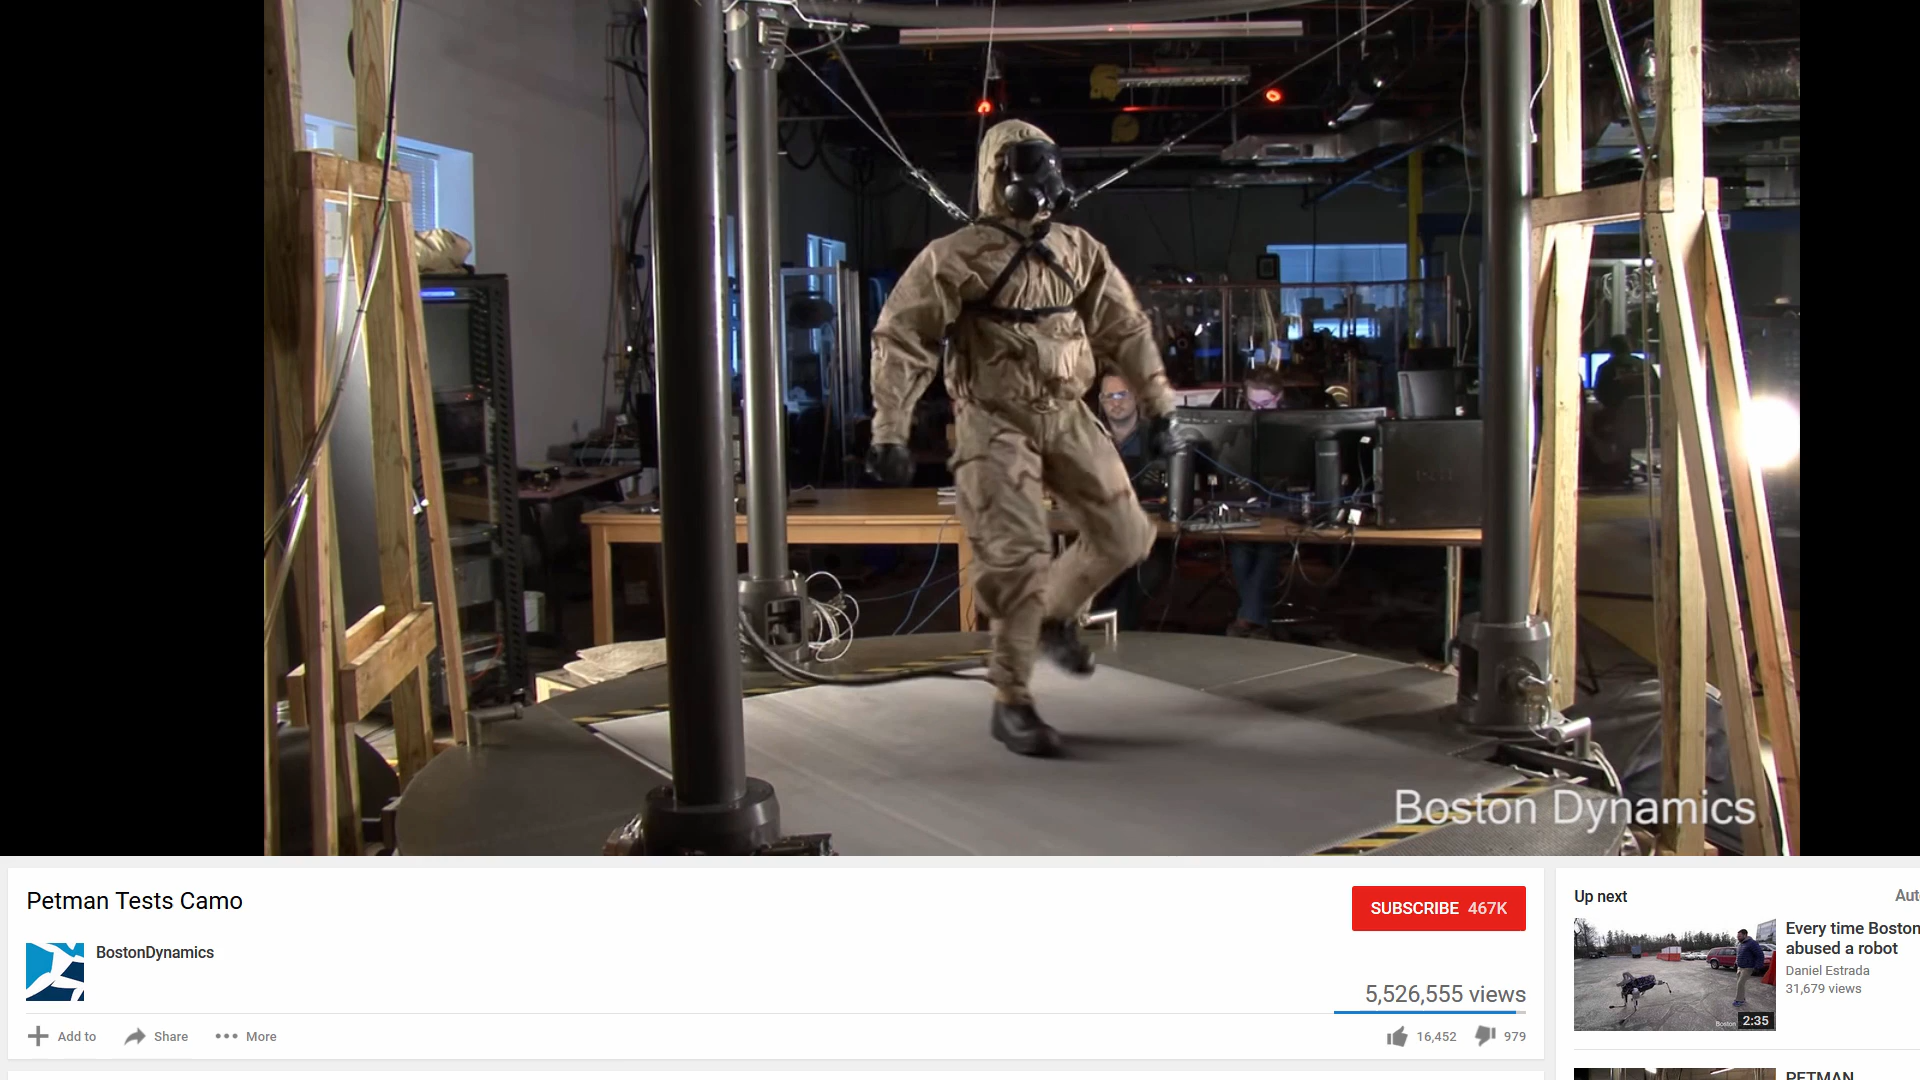 Boston Dynamics
Petman Tests Camo
SUBSCRIBE 467K
BostonDynamics
5,526,555 views
Add to
Share
More
16,452
979
Up next
Every time Boston
abused a robot
Daniel Estrada
31,679 views
Boston
2:35
PETMAN